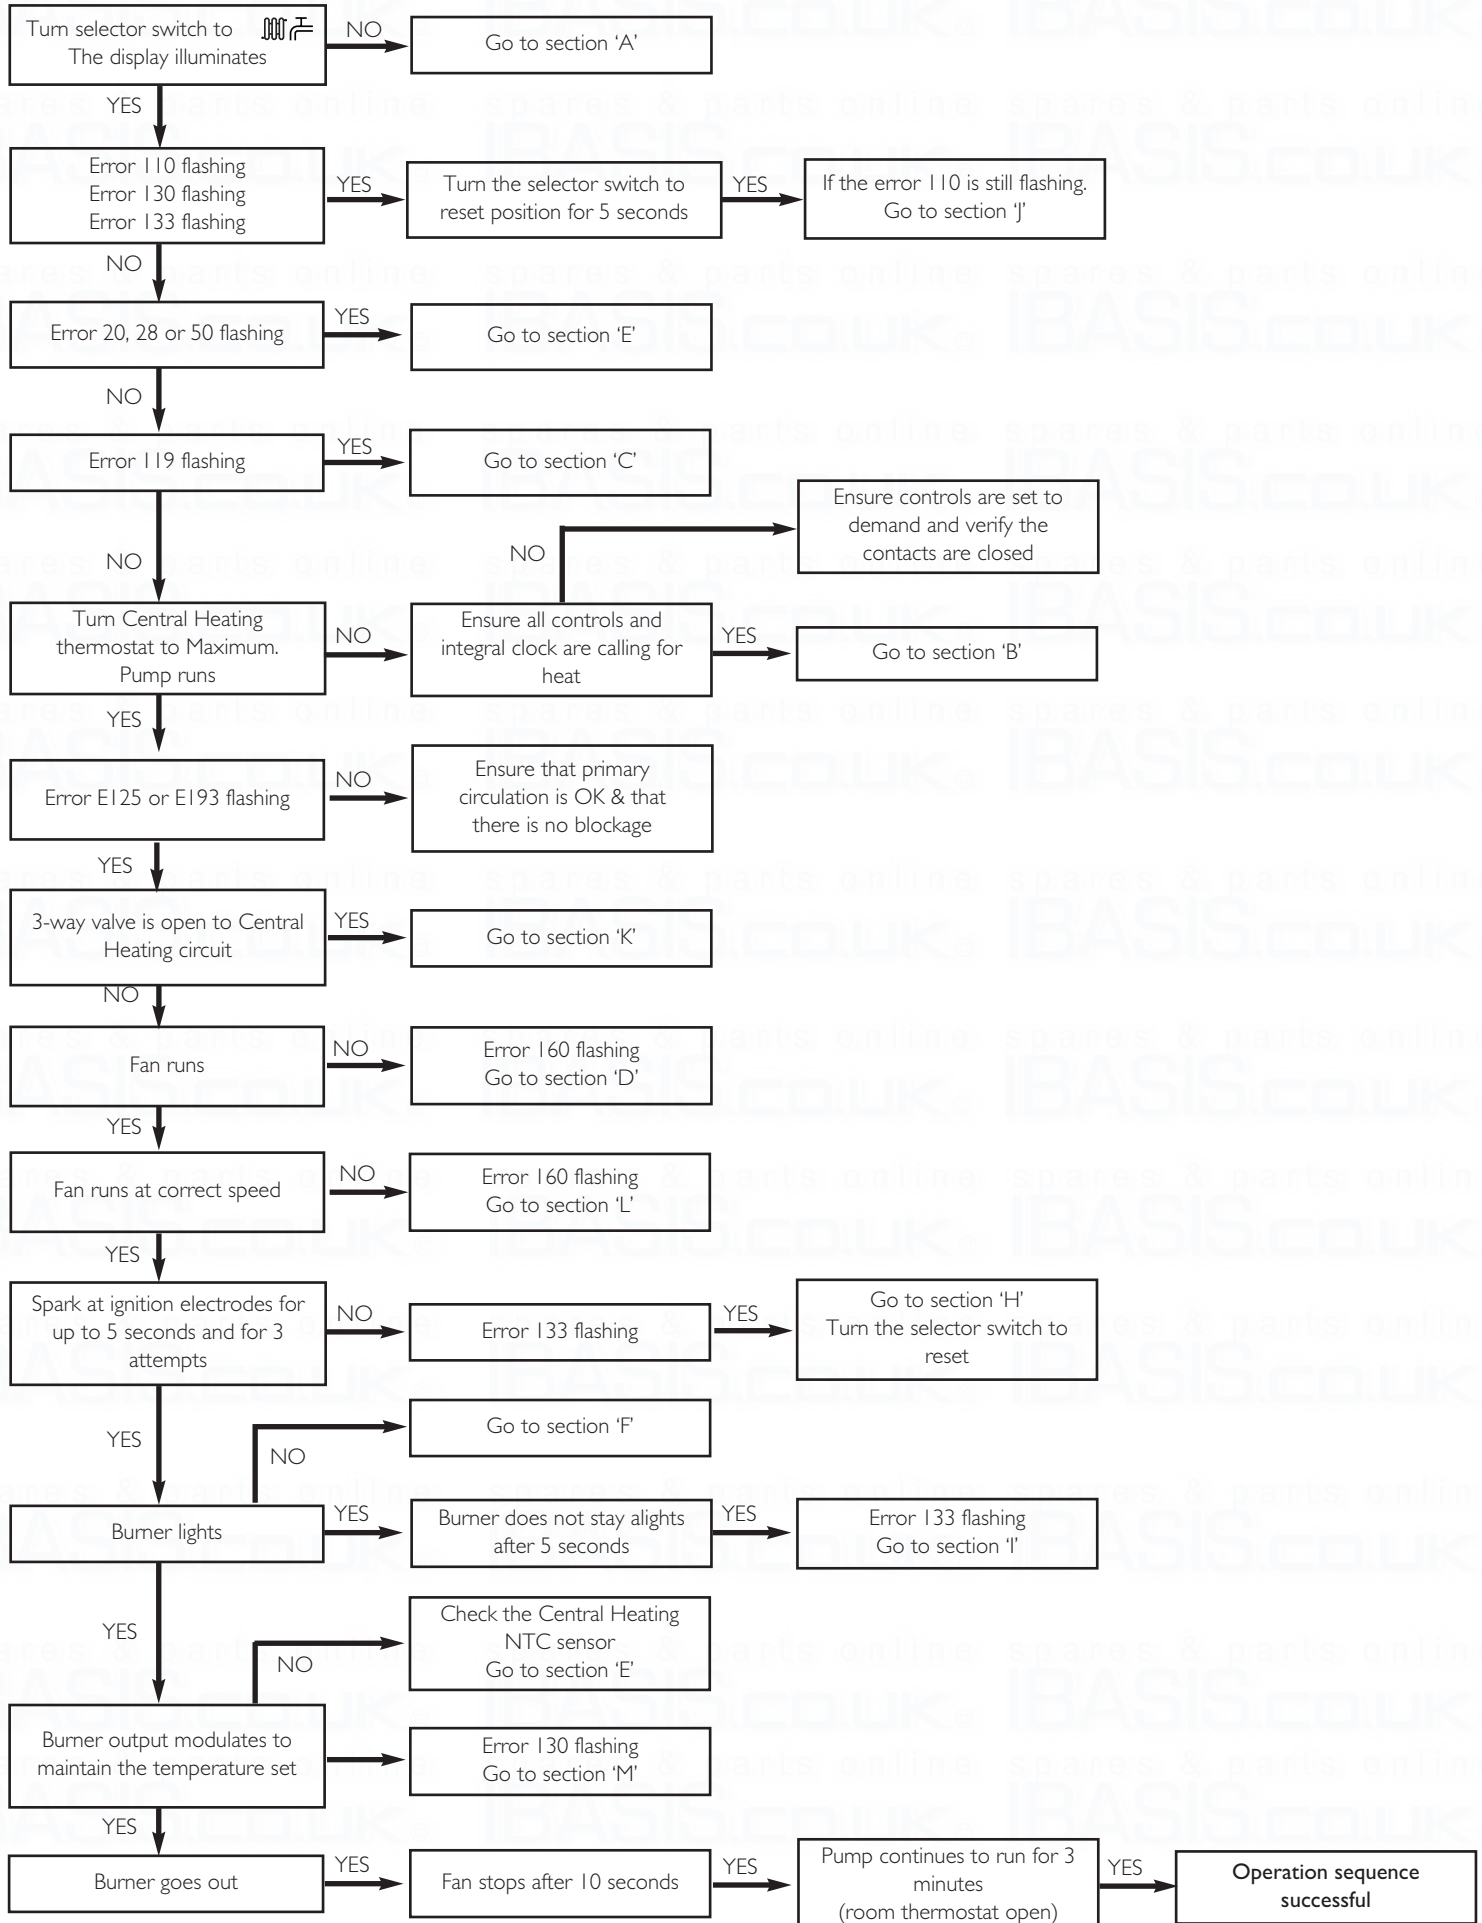 Turn selector switch to
The display illuminates
NO
Go to section ‘A’
YES
Error 110 flashing
Error 130 flashing
Error 133 flashing
YES
Turn the selector switch to
reset position for 5 seconds
YES
If the error 110 is still flashing.
Go to section ‘J’
NO
Error 20, 28 or 50 flashing
YES
Go to section ‘E’
NO
Error 119 flashing
YES
Go to section ‘C’
NO
Turn Central Heating
thermostat to Maximum.
Pump runs
NO
Ensure all controls and
integral clock are calling for
heat
NO
Ensure controls are set to
demand and verify the
contacts are closed
YES
Go to section ‘B’
YES
Error E125 or E193 flashing
NO
Ensure that primary
circulation is OK & that
there is no blockage
YES
3-way valve is open to Central
Heating circuit
YES
Go to section ‘K’
NO
Fan runs
NO
Error 160 flashing
Go to section ‘D’
YES
Fan runs at correct speed
NO
Error 160 flashing
Go to section ‘L’
YES
Spark at ignition electrodes for
up to 5 seconds and for 3
attempts
NO
Error 133 flashing
YES
Go to section ‘H’
Turn the selector switch to
reset
YES
NO
Go to section ‘F’
Burner lights
YES
Burner does not stay alights
after 5 seconds
YES
Error 133 flashing
Go to section ‘I’
YES
NO
Check the Central Heating
NTC sensor
Go to section ‘E’
Burner output modulates to
maintain the temperature set
Error 130 flashing
Go to section ‘M’
YES
Burner goes out
YES
Fan stops after 10 seconds
YES
Pump continues to run for 3
minutes
(room thermostat open)
YES
Operation sequence
successful
spares & parts online
IBASIS.co.uk